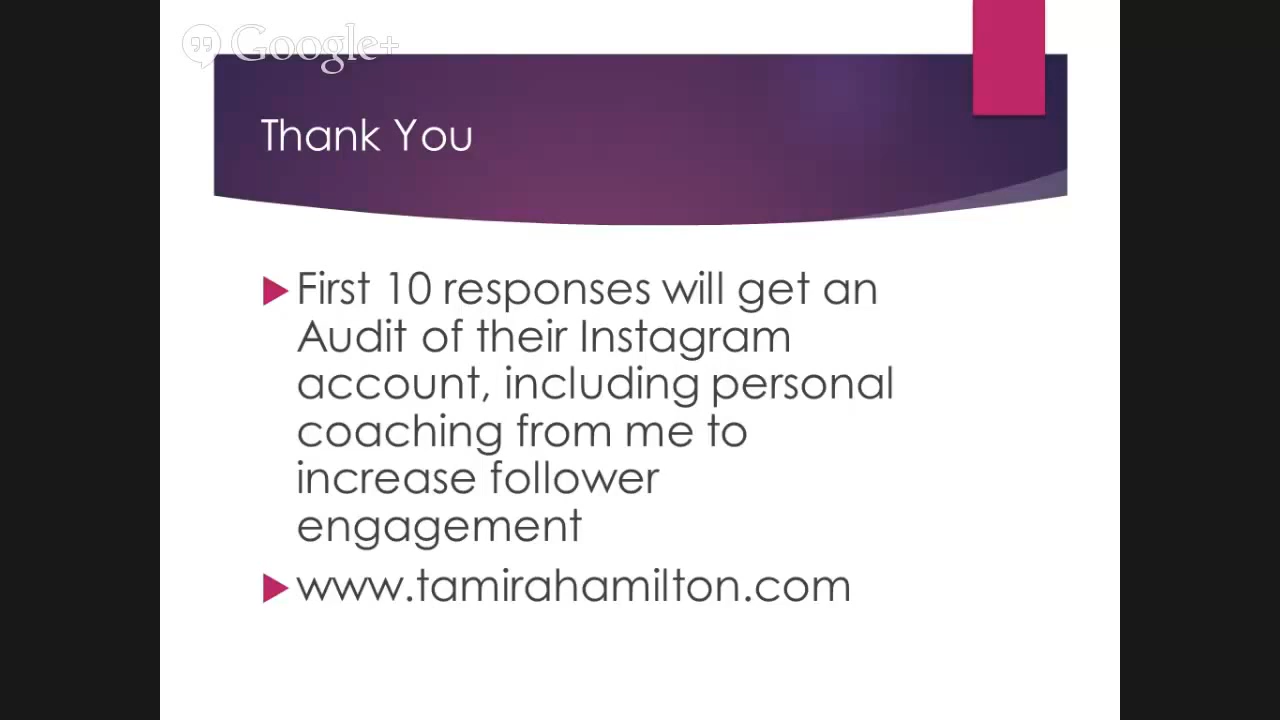 Google+
Thank You
First 10 responses will get an
Audit of their Instagram
account, including personal
coaching from me to
increase follower
engagement
www.tamirahamilton.com